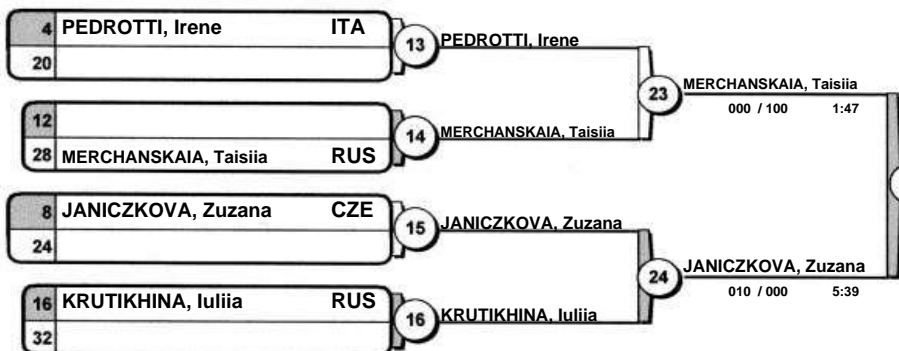 4 PEDROTTI, Irene ITA
20
13 PEDROTTI, Irene
12
28 MERCHANSKAIA, Taisiia RUS
14 MERCHANSKAIA, Taisiia
23 MERCHANSKAIA, Taisiia
000 / 100 1:47
8 JANICZKOVA, Zuzana CZE
24
15 JANICZKOVA, Zuzana
16 KRUTIKHINA, Iuliia RUS
32
16 KRUTIKHINA, Iuliia
24 JANICZKOVA, Zuzana
010 / 000 5:39